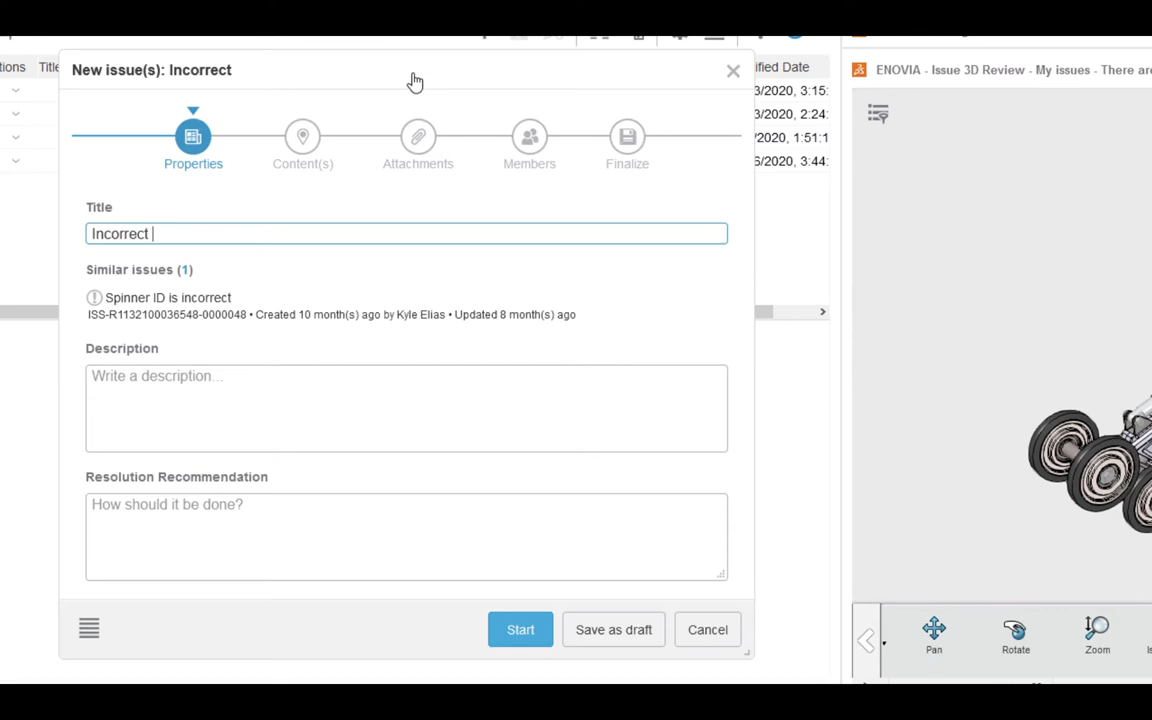 tions Title
ified Date
ENOVIA - Issue 3D Review - My issues - There are
New issue(s): Incorrect
3/2020, 3:15:
3/2020, 2:24:
/2020, 1:51:1
6/2020, 3:44:
Properties
Content(s)
Attachments
Members
Finalize
Title
Incorrect
Similar issues (1)
Spinner ID is incorrect
ISS-R1132100036548-0000048 • Created 10 month(s) ago by Kyle Elias • Updated 8 month(s) ago
Description
Write a description...
Resolution Recommendation
How should it be done?
Start
Save as draft
Cancel
Pan
Rotate
Zoom